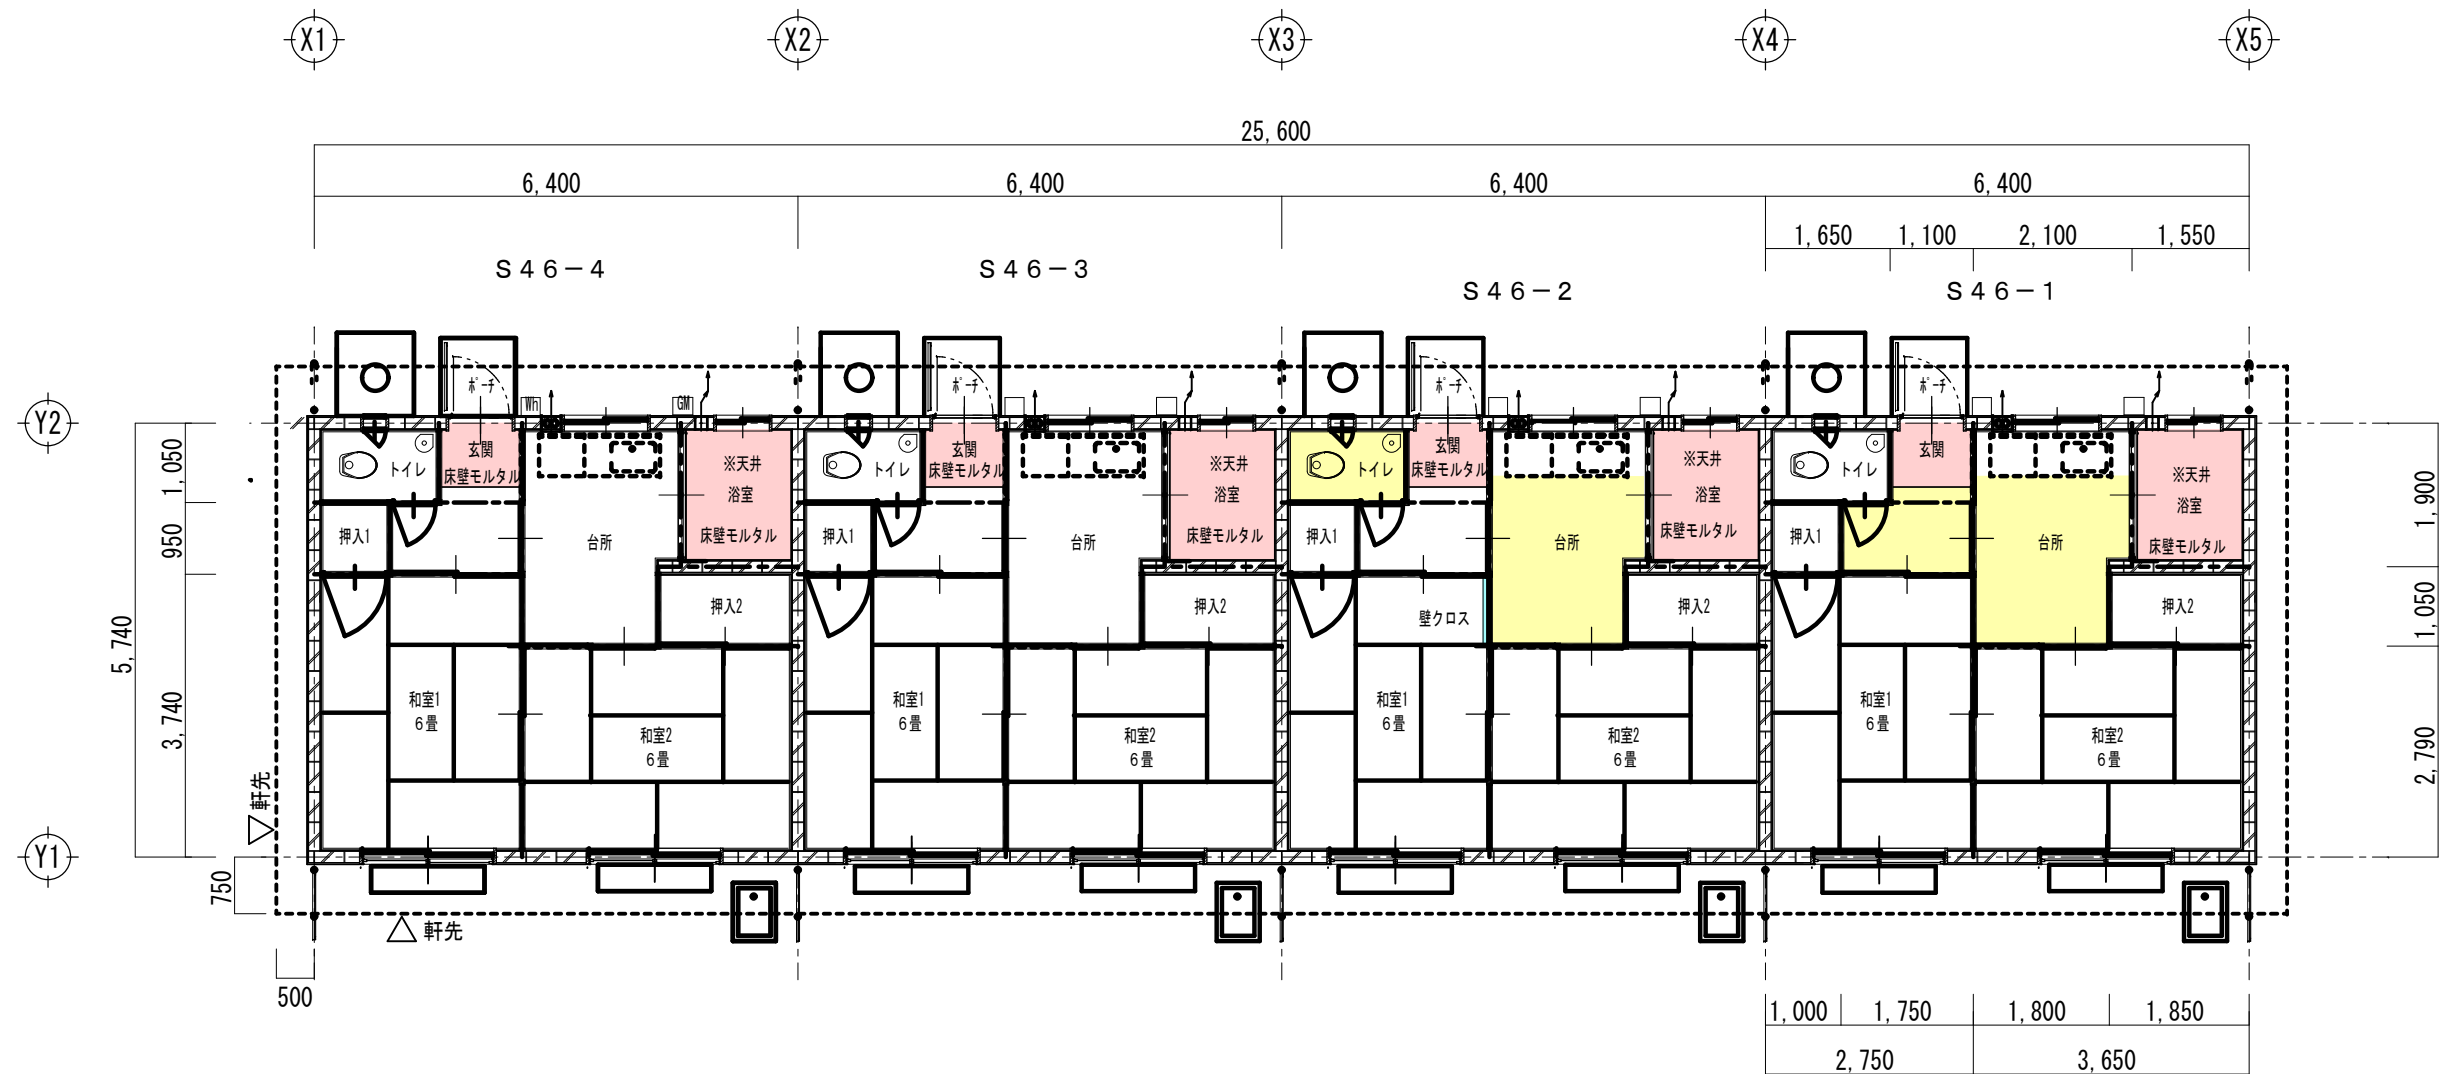 X1 X2 X3 X4 X5
25,600
6,400 6,400 6,400 6,400
1,650 1,100 2,100 1,550
S46-4 S46-3
S46-2 S46-1
ポーチ ポーチ ポーチ ポーチ
Wh GM
Y2
玄関 玄関 玄関 玄関
床壁モルタル 床壁モルタル 床壁モルタル
トイレ トイレ トイレ トイレ
※天井 ※天井 ※天井 ※天井
浴室 浴室 浴室 浴室
床壁モルタル 床壁モルタル 床壁モルタル 床壁モルタル
押入1 押入1 押入1 押入1
台所 台所 台所 台所
押入2 押入2 押入2 押入2
壁クロス
和室1 和室1 和室1 和室1
6畳 6畳 6畳 6畳
和室2 和室2 和室2 和室2
6畳 6畳 6畳 6畳
1,050
950
3,740
5,740
750
1,900
1,050
2,790
軒先
Y1
軒先
500
1,000 1,750 1,800 1,850
2,750 3,650